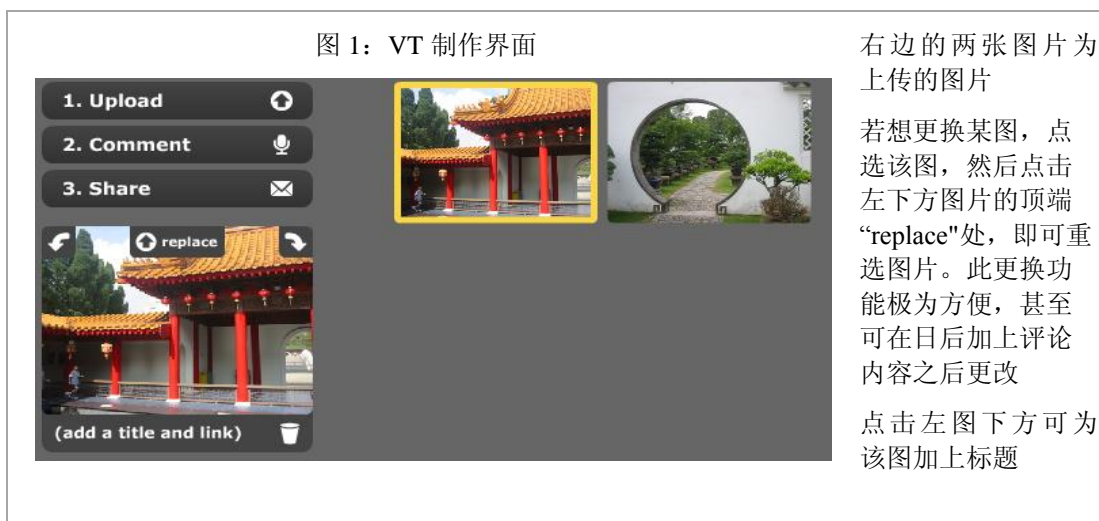 图 1：VT 制作界面
1. Upload
2. Comment
3. Share
replace
(add a title and link)
右边的两张图片为
上传的图片
若想更换某图，点
选该图，然后点击
左下方图片的顶端
“replace"处，即可重
选图片。此更换功
能极为方便，甚至
可在日后加上评论
内容之后更改
点击左图下方可为
该图加上标题